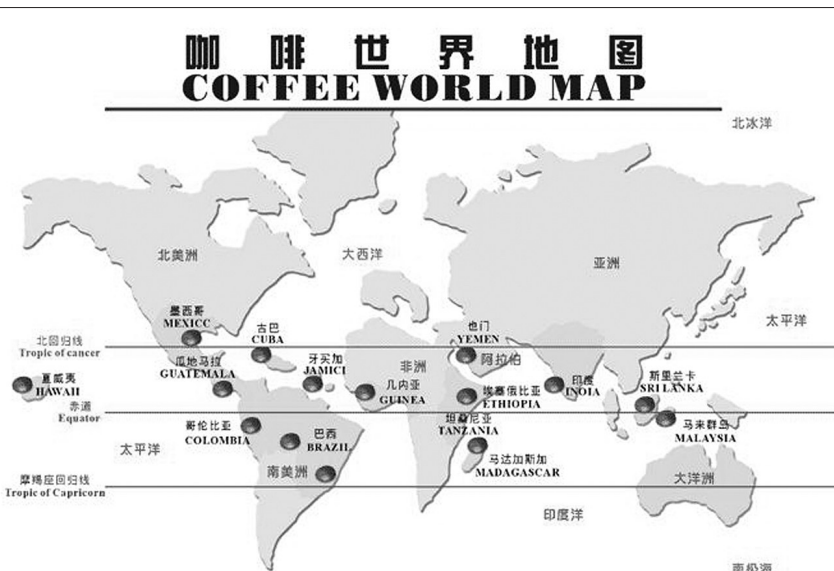 咖啡世界地图
COFFEE WORLD MAP
北冰洋
北美洲
大西洋
亚洲
墨西哥
MEXICC
古巴
CUBA
也门
YEMEN
太平洋
北回归线
Tropic of cancer
瓜地马拉
GUATEMALA
牙买加
JAMICI
非洲
阿拉伯
夏威夷
HAWAII
几内亚
GUINEA
埃塞俄比亚
ETHIOPIA
印度
INOIA
斯里兰卡
SRI LANKA
赤道
Equator
哥伦比亚
COLOMBIA
巴西
BRAZIL
坦桑尼亚
TANZANIA
马来群岛
MALAYSIA
太平洋
南美洲
马达加斯加
MADAGASCAR
大洋洲
摩羯座回归线
Tropic of Capricorn
印度洋
南极海